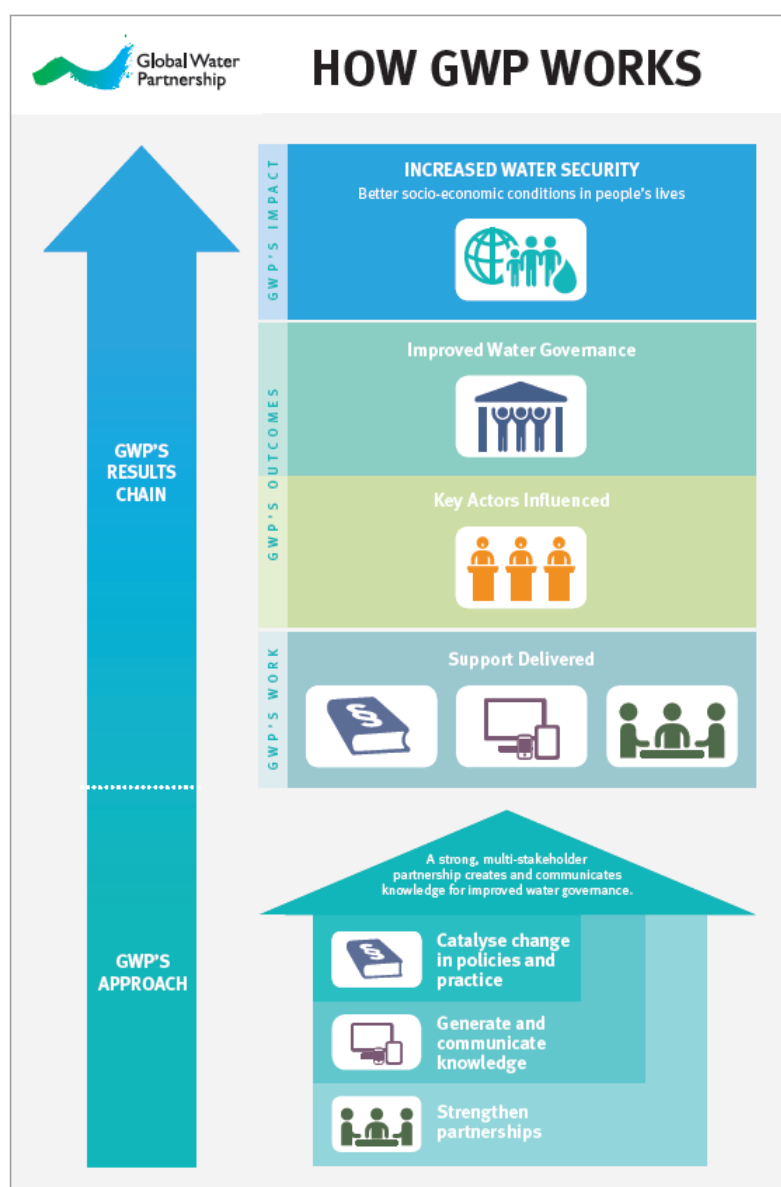 Global Water
Partnership
HOW GWP WORKS
GWP'S IMPACT
INCREASED WATER SECURITY
Better socio-economic conditions in people's lives
GWP'S OUTCOMES
Improved Water Governance
GWP'S
RESULTS
CHAIN
Key Actors Influenced
GWP'S WORK
Support Delivered
§
A strong, multi-stakeholder
partnership creates and communicates
knowledge for improved water governance.
GWP'S
APPROACH
§
Catalyse change
in policies and
practice
Generate and
communicate
knowledge
Strengthen
partnerships